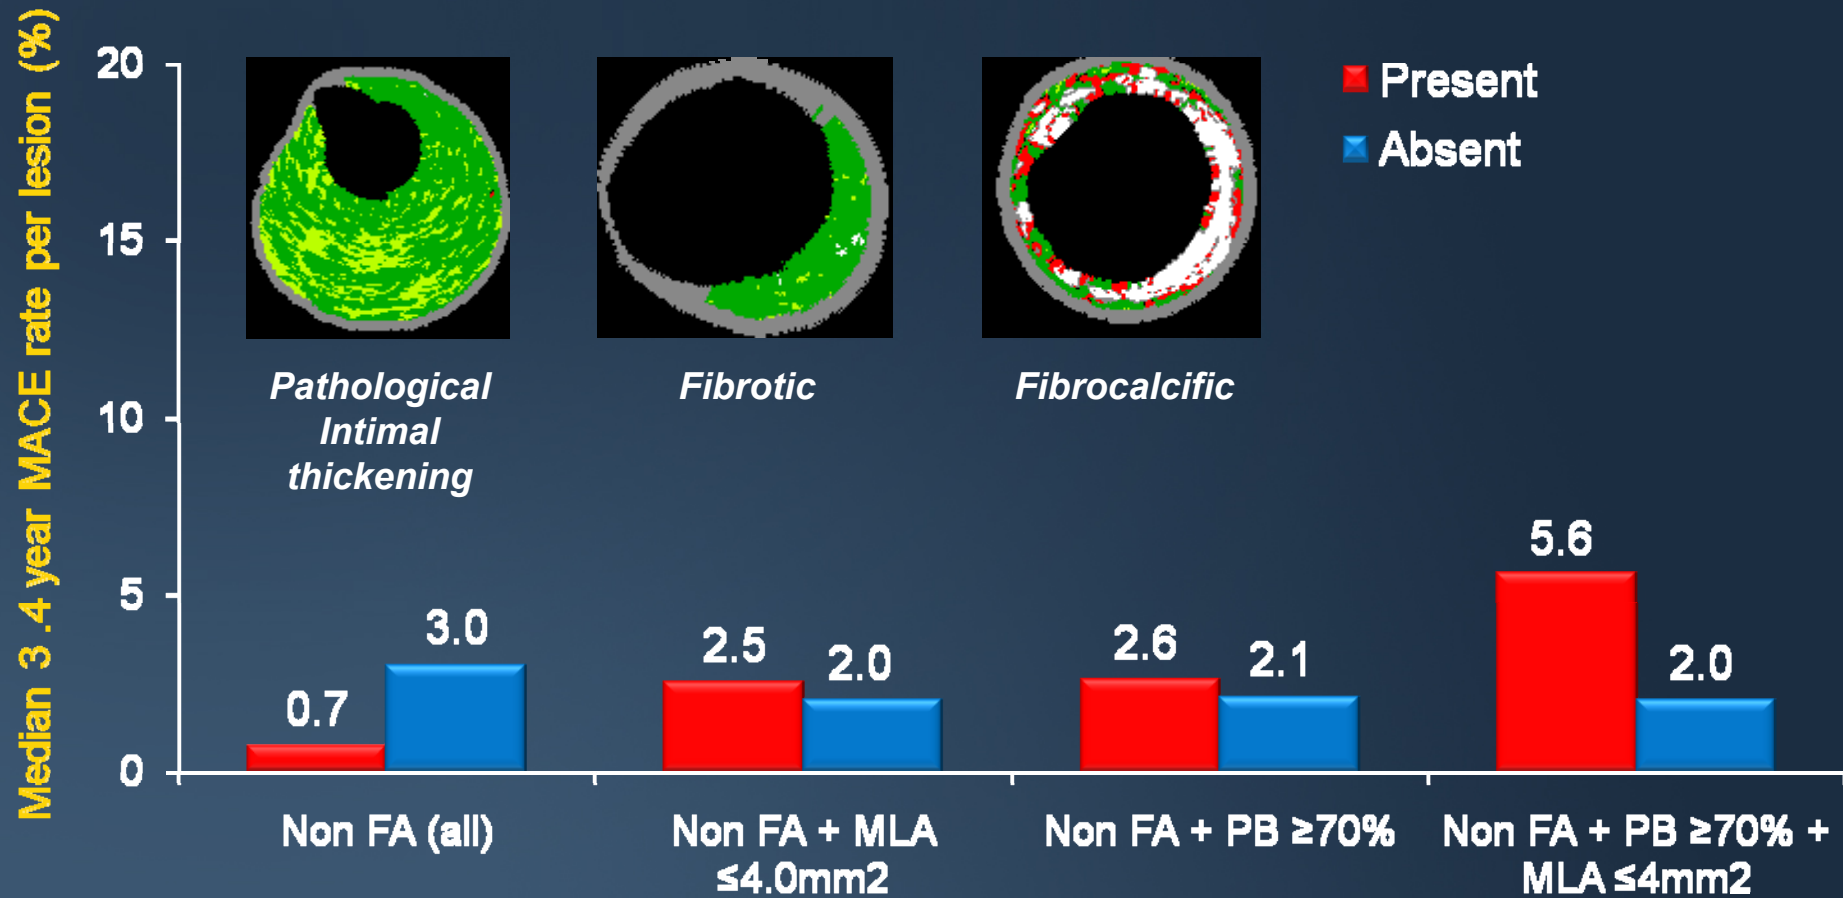 Median 3 .4 year MACE rate per lesion (%)
20
15
10
5
0
Present
Absent
Pathological
Intimal
thickening
Fibrotic
Fibrocalcific
0.7
3.0
2.5
2.0
2.6
2.1
5.6
2.0
Non FA (all)
Non FA + MLA
≤4.0mm2
Non FA + PB ≥70%
Non FA + PB ≥70% +
MLA ≤4mm2